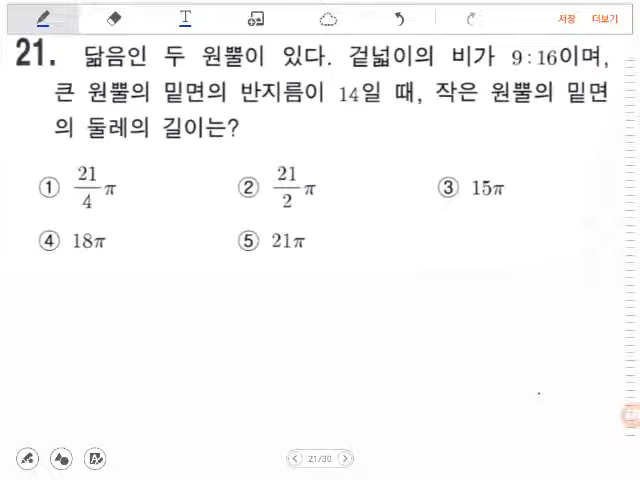 저장 더보기
21. 닮음인 두 원뿔이 있다. 겉넓이의 비가 9 : 16이며,
큰 원뿔의 밑면의 반지름이 14일 때, 작은 원뿔의 밑면
의 둘레의 길이는?
① 21/4 π ② 21/2 π ③ 15π
④ 18π ⑤ 21π
21/30